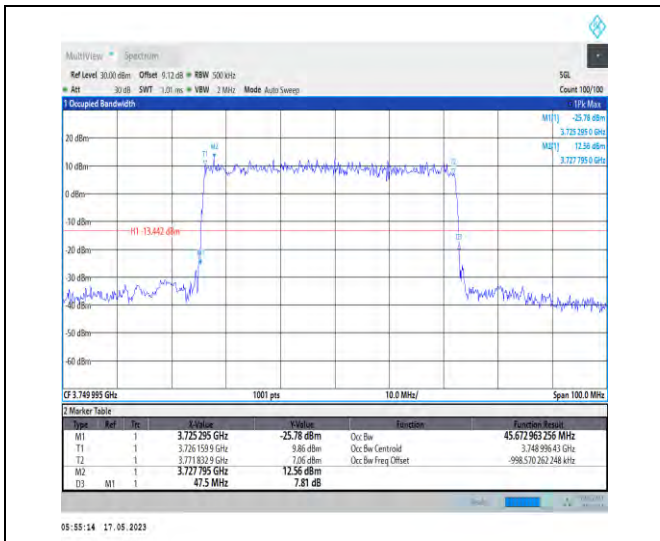 MultiView Spectrum
Ref Level 30.00 dBm Offset 9.12 dB RBW 500 kHz SGL
Att 30 dB SWT 1.01 ms VBW 2 MHz Mode Auto Sweep Count 100/100
1 Occupied Bandwidth 1Pk Max
M1[1] -25.78 dBm
3.725 295 0 GHz
M2[1] 12.56 dBm
3.727 795 0 GHz
20 dBm
10 dBm
0 dBm
-10 dBm
-20 dBm
-30 dBm
-40 dBm
-50 dBm
-60 dBm
H1 -13.442 dBm
T1
M2
T2
D3
CF 3.749 995 GHz 1001 pts 10.0 MHz/ Span 100.0 MHz
2 Marker Table
Type Ref Trc X-Value Y-Value Function Function Result
M1 1 3.725 295 GHz -25.78 dBm Occ Bw 45.672 963 256 MHz
T1 1 3.726 159 9 GHz 9.86 dBm Occ Bw Centroid 3.748 996 43 GHz
T2 1 3.771 832 9 GHz 7.06 dBm Occ Bw Freq Offset -998.570 262 248 kHz
M2 1 3.727 795 GHz 12.56 dBm
D3 M1 1 47.5 MHz 7.81 dB
05:55:14 17.05.2023